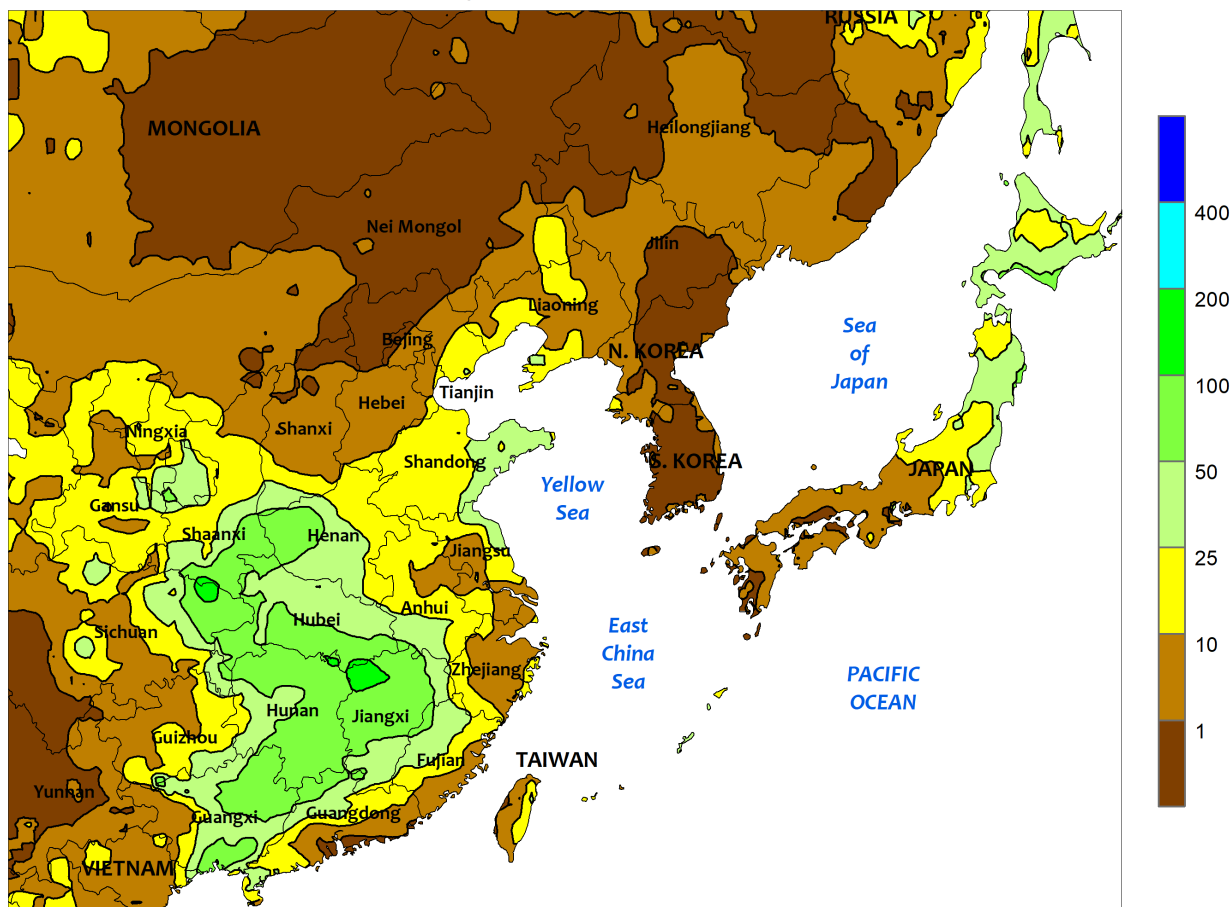 RUSSIA
MONGOLIA
Heilongjiang
Nei Mongol
Jilin
Liaoning
Bejing
N. KOREA
Sea
of
Japan
Tianjin
Hebei
Shanxi
Ningxia
Shandong
S. KOREA
JAPAN
Yellow
Sea
Gansu
Shaanxi
Henan
Jiangsu
Anhui
Hubei
Sichuan
East
China
Sea
Zhejiang
PACIFIC
OCEAN
Hunan
Jiangxi
Guizhou
Fujian
TAIWAN
Yunnan
Guangxi
Guangdong
VIETNAM
400
200
100
50
25
10
1